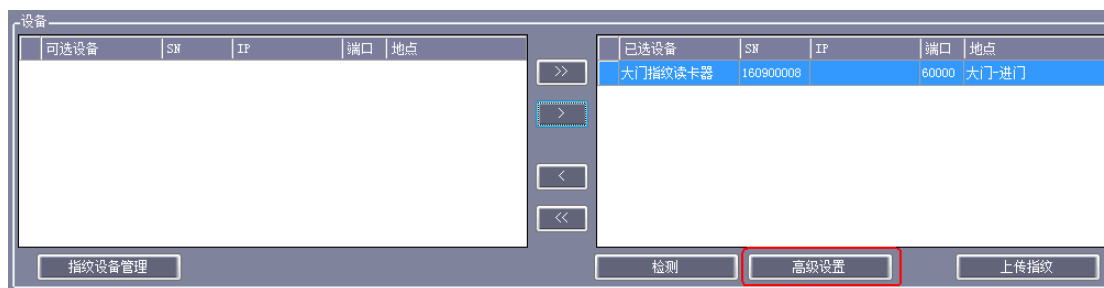 设备
可选设备 SN IP 端口 地点
>>
>
<
<<
已选设备 SN IP 端口 地点
大门指纹读卡器 160900008 60000 大门-进门
指纹设备管理 检测 高级设置 上传指纹